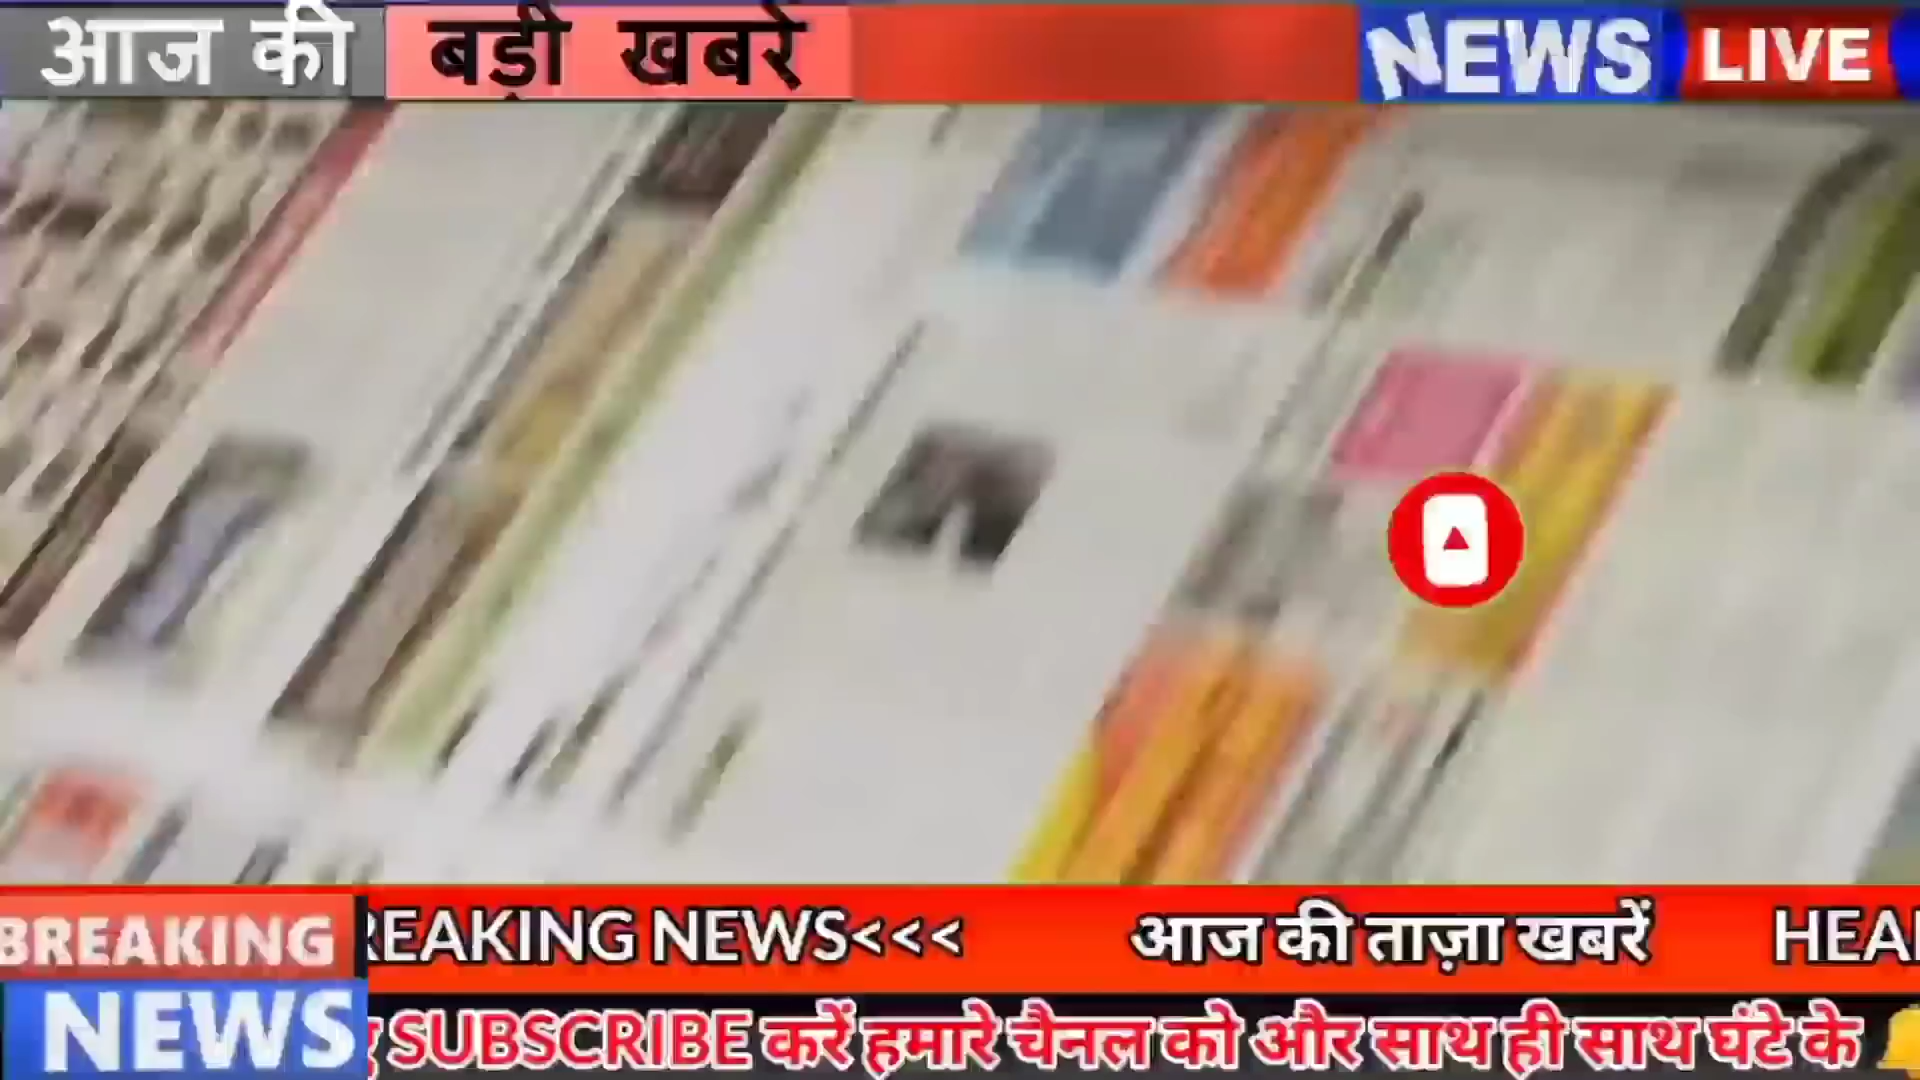 आज की बड़ी खबरें NEWS LIVE
BREAKING
NEWS
REAKING NEWS<<< आज की ताज़ा खबरें HEA
SUBSCRIBE करें हमारे चैनल को और साथ ही साथ घंटे के